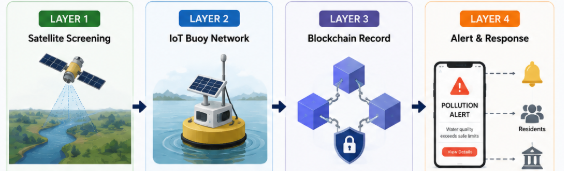 LAYER 1
Satellite Screening
LAYER 2
IoT Buoy Network
LAYER 3
Blockchain Record
LAYER 4
Alert & Response
POLLUTION
ALERT
Water quality
exceeds safe limits
View Details
Residents